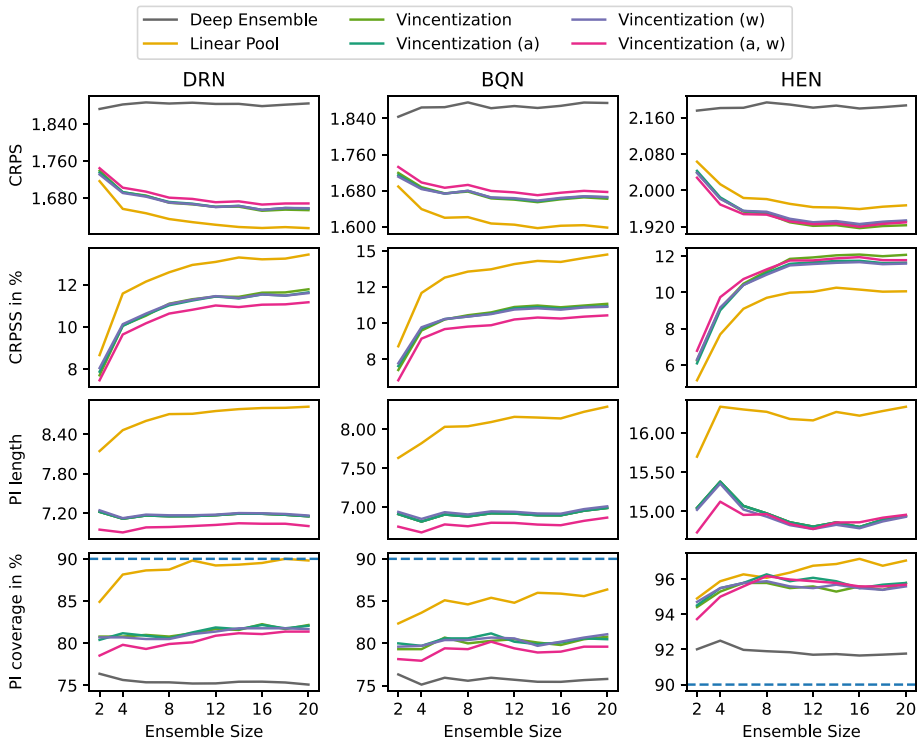 Deep Ensemble Vincentization Vincentization (w)
Linear Pool Vincentization (a) Vincentization (a, w)
DRN BQN HEN
CRPS
1.840 1.840 2.160
1.760 1.760 2.080
1.680 1.680 2.000
1.600 1.920
CRPSS in %
12 15 12
10 13 10
8 10 8
8 6
PI length
8.40 8.00 16.00
7.80 7.50 15.50
7.20 7.00 15.00
PI coverage in %
90 90 96
85 85 94
80 80 92
75 75 90
2 4 8 12 16 20 2 4 8 12 16 20 2 4 8 12 16 20
Ensemble Size Ensemble Size Ensemble Size